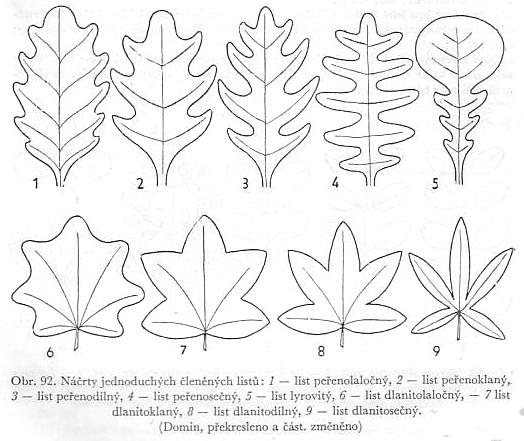 1 2 3 4 5
6 7 8 9
Obr. 92. Náčrty jednoduchých členěných listů: 1 — list peřenolaločný, 2 — list peřenoklaný,
3 — list peřenodílný, 4 — list peřenosečný, 5 — list lyrovitý, 6 — list dlanitolaločný, — 7 list
dlanitoklaný, 8 — list dlanitodílný, 9 — list dlanitosečný.
(Domin, překresleno a část. změněno)